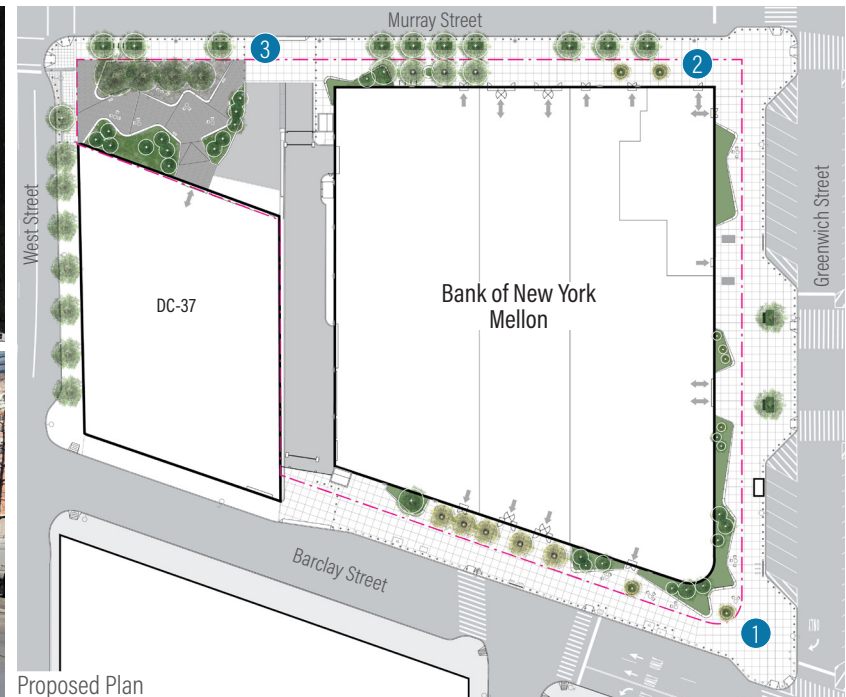 Murray Street
3
2
West Street
Greenwich Street
DC-37
Bank of New York
Mellon
Barclay Street
1
Proposed Plan